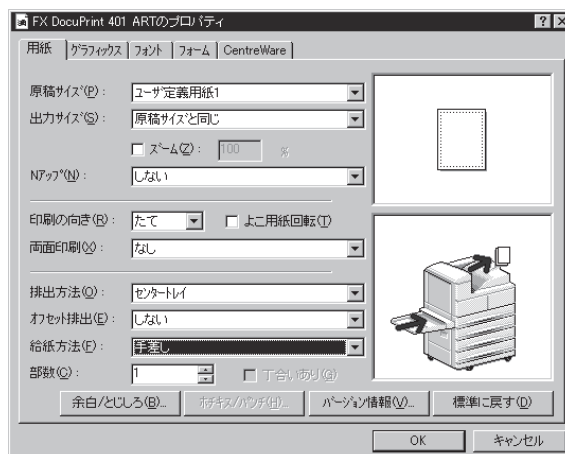 FX DocuPrint 401 ARTのプロパティ
用紙 グラフィックス フォント フォーム CentreWare
原稿サイズ(P): ユーザ定義用紙1
出力サイズ(S): 原稿サイズと同じ
ズーム(Z): 100 %
Nアップ(N): しない
印刷の向き(R): たて よこ用紙回転(T)
両面印刷(X): なし
排出方法(O): センタートレイ
オフセット排出(E): しない
給紙方法(F): 手差し
部数(C): 1 丁合いあり(G)
余白/とじしろ(B)... ホチキス/パンチ(H)... バージョン情報(V)... 標準に戻す(D)
OK キャンセル